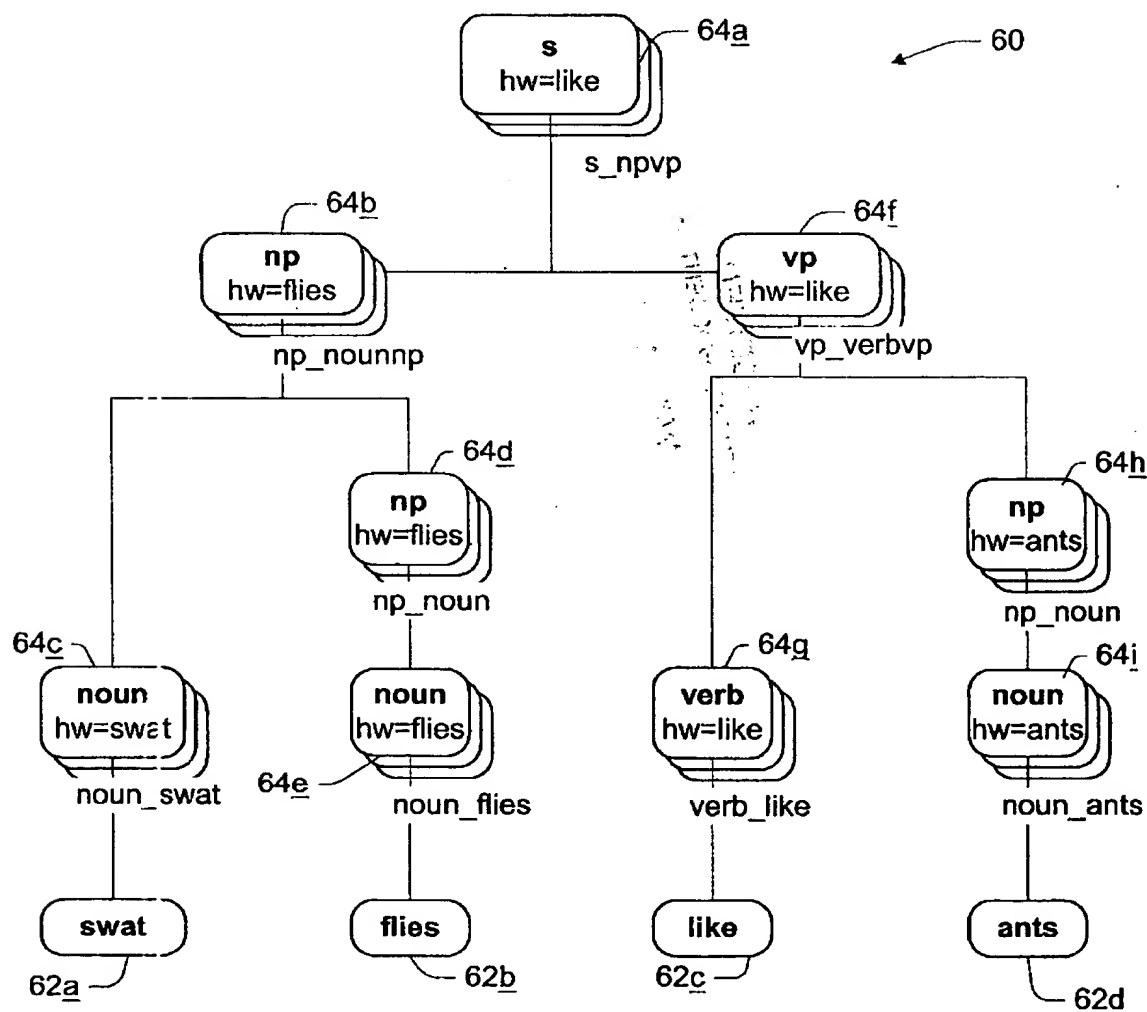 64a
60
s
hw=like
s_npvp
64b
64f
np
hw=flies
vp
hw=like
np_nounnp
vp_verbvp
64d
64h
np
hw=flies
np
hw=ants
np_noun
np_noun
64c
64g
64i
noun
hw=swat
noun
hw=flies
verb
hw=like
noun
hw=ants
64e
noun_swat
noun_flies
verb_like
noun_ants
swat
flies
like
ants
62a
62b
62c
62d